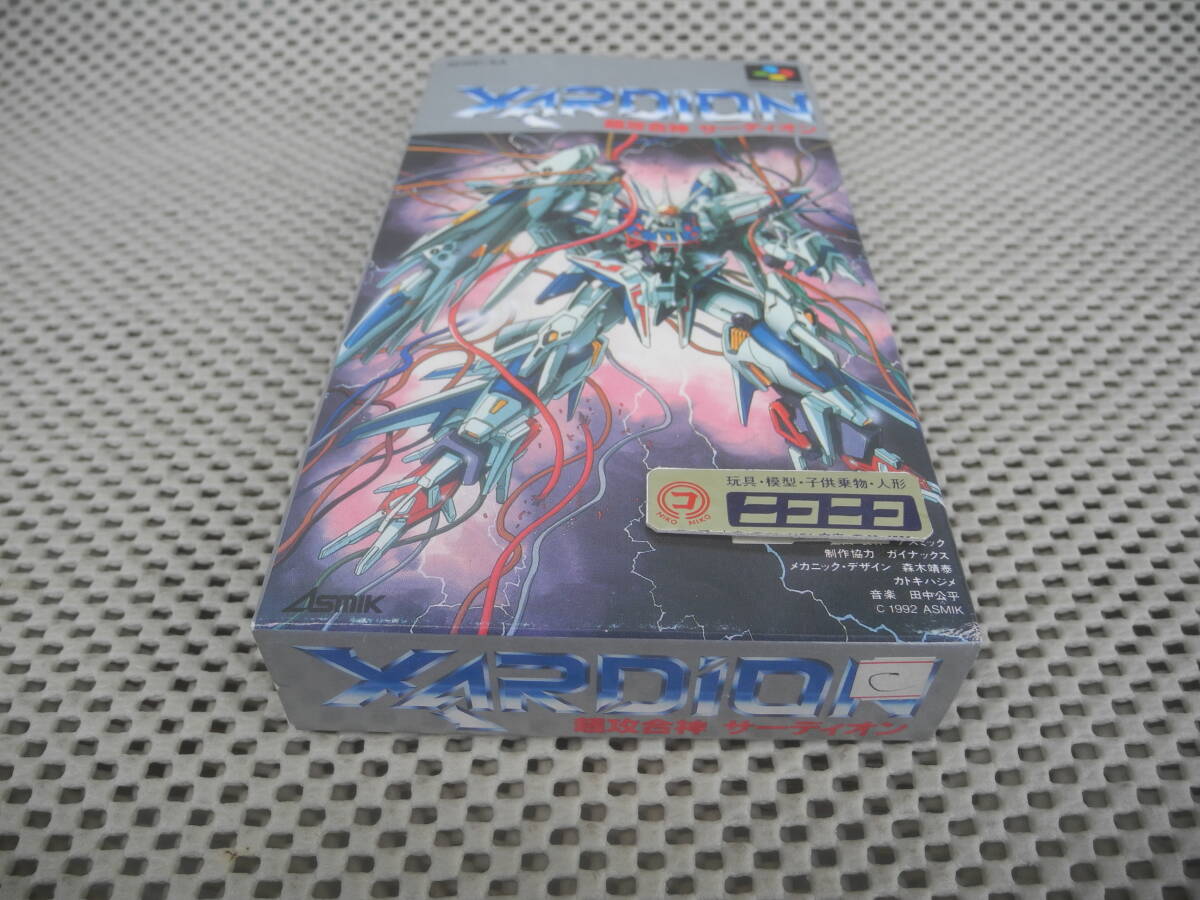 XARDION
鋼攻合神 サーディオン
玩具・模型・子供乗物・人形
コ
NIKO NIKO
ニコニコ
制作協力 ガイナックス
メカニック・デザイン 森木靖泰
カトキハジメ
音楽 田中公平
© 1992 ASMIK
ASMIK
XARDION
C
鋼攻合神 サーディオン